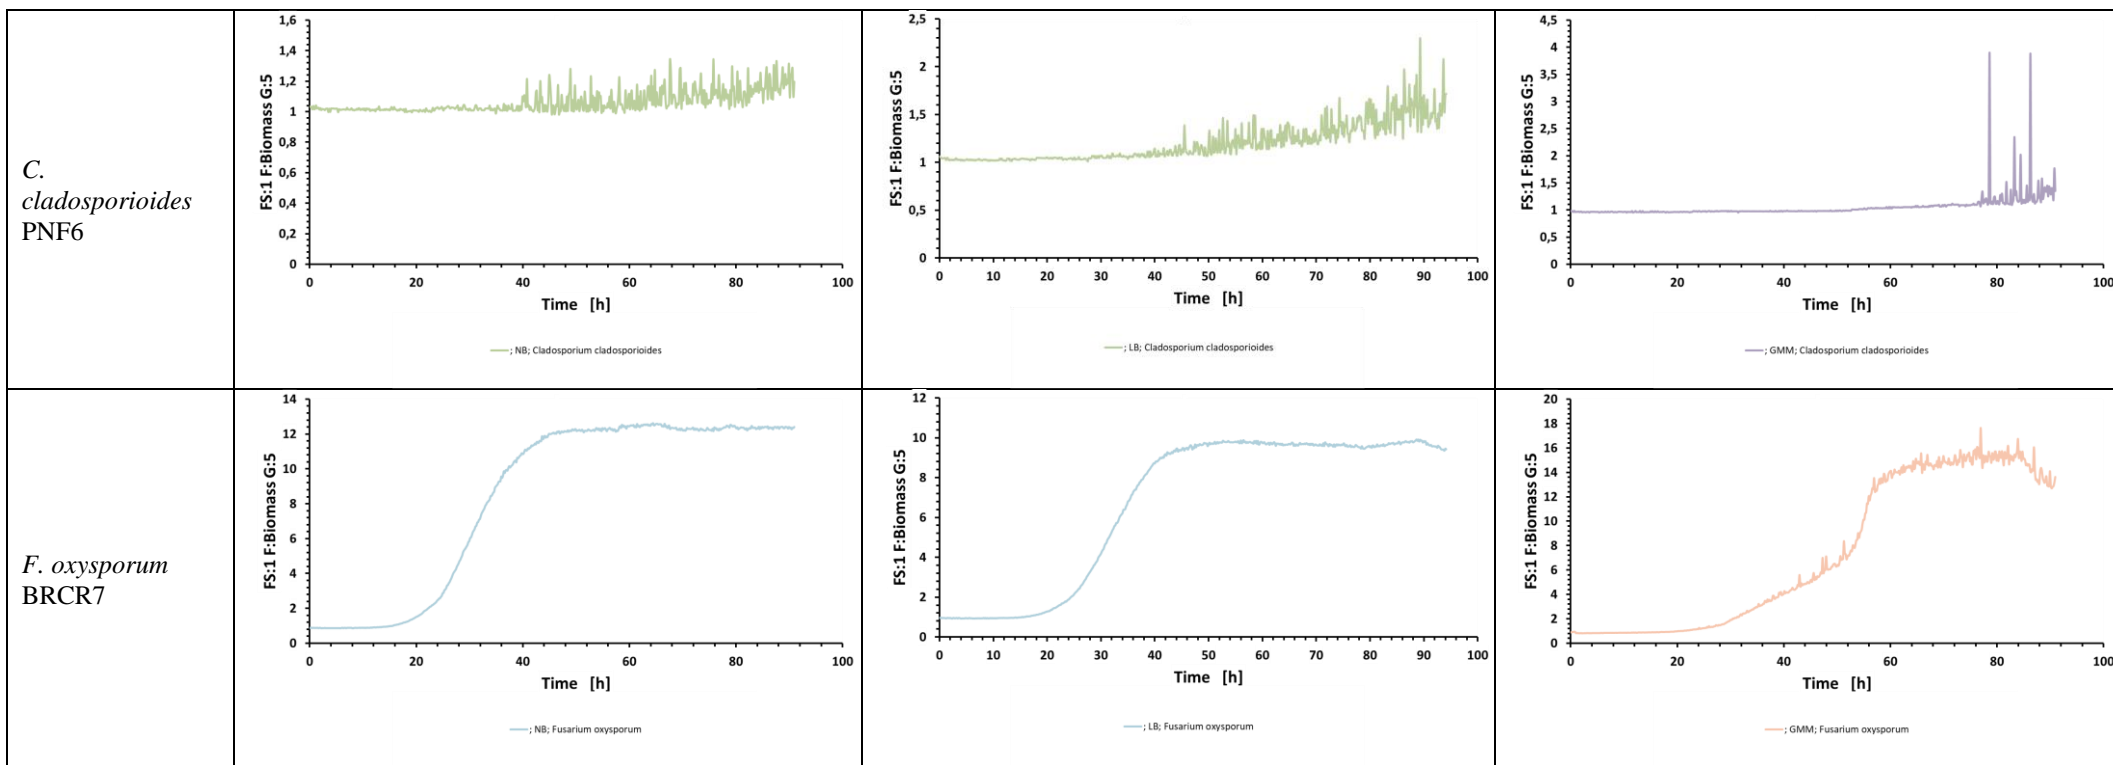 C.
cladosporioides
PNF6
FS:1 F:Biomass G:5
1,6
1,4
1,2
1
0,8
0,6
0,4
0,2
0
0 20 40 60 80 100
Time [h]
; NB; Cladosporium cladosporioides
FS:1 F:Biomass G:5
2,5
2
1,5
1
0,5
0
0 10 20 30 40 50 60 70 80 90 100
Time [h]
; LB; Cladosporium cladosporioides
FS:1 F:Biomass G:5
4,5
4
3,5
3
2,5
2
1,5
1
0,5
0
0 20 40 60 80 100
Time [h]
; GMM; Cladosporium cladosporioides
F. oxysporum
BRCR7
FS:1 F:Biomass G:5
14
12
10
8
6
4
2
0
0 20 40 60 80 100
Time [h]
; NB; Fusarium oxysporum
FS:1 F:Biomass G:5
12
10
8
6
4
2
0
0 10 20 30 40 50 60 70 80 90 100
Time [h]
; LB; Fusarium oxysporum
FS:1 F:Biomass G:5
20
18
16
14
12
10
8
6
4
2
0
0 20 40 60 80 100
Time [h]
; GMM; Fusarium oxysporum